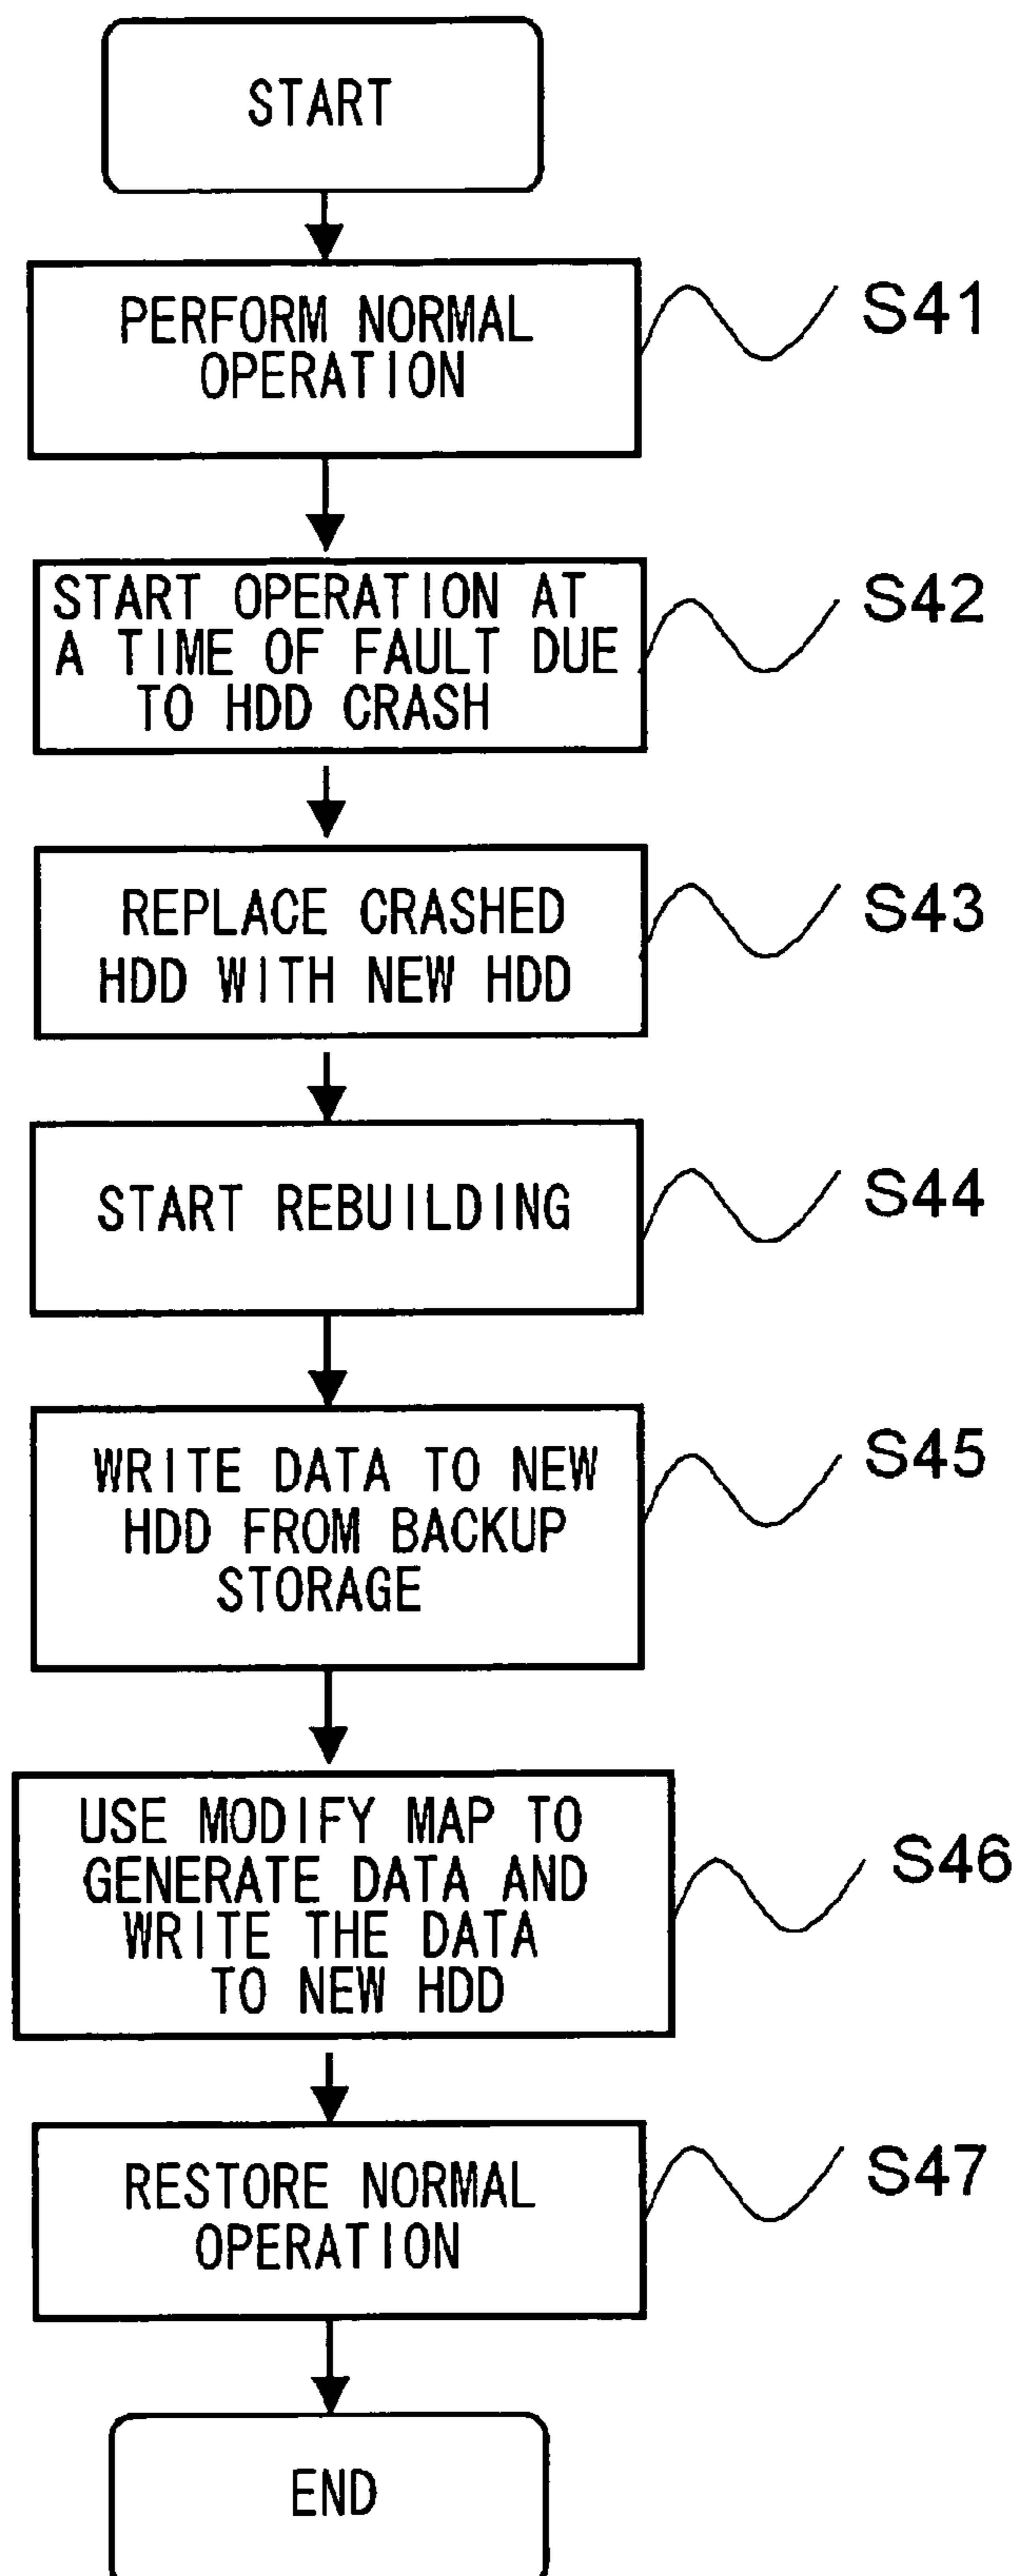 START
PERFORM NORMAL
OPERATION
S41
START OPERATION AT
A TIME OF FAULT DUE
TO HDD CRASH
S42
REPLACE CRASHED
HDD WITH NEW HDD
S43
START REBUILDING
S44
WRITE DATA TO NEW
HDD FROM BACKUP
STORAGE
S45
USE MODIFY MAP TO
GENERATE DATA AND
WRITE THE DATA
TO NEW HDD
S46
RESTORE NORMAL
OPERATION
S47
END